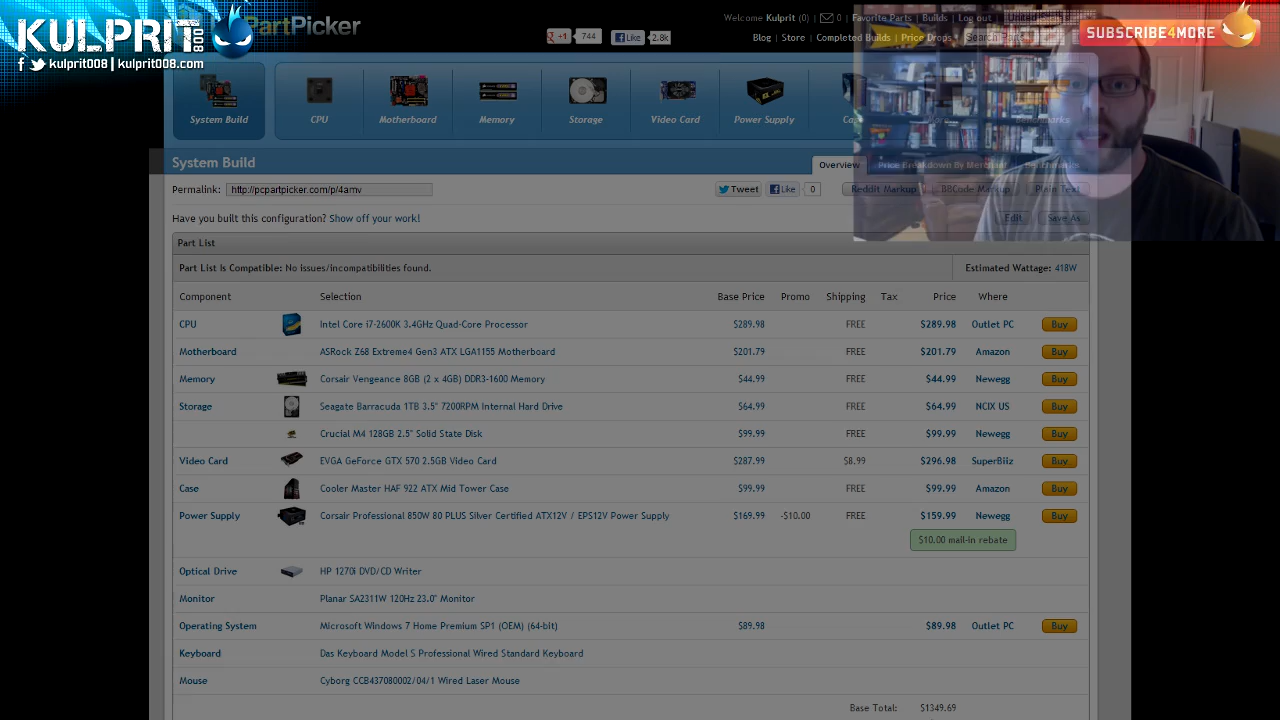 KULPRIT
008
kulprit008 | kulprit008.com
PartPicker
Welcome Kulprit (0) | 0 | Favorite Parts | Builds | Log out
+1 744 Like 2.8k
Blog | Store | Completed Builds | Price Drops
SUBSCRIBE4MORE
System Build CPU Motherboard Memory Storage Video Card Power Supply
System Build
Overview Price Breakdown By Merchant Benchmarks
Permalink: http://pcpartpicker.com/p/4amv
Tweet Like 0 Reddit Markup BBCode Markup Plain Text
Have you built this configuration? Show off your work!
Edit Save As
Part List
Part List is Compatible: No issues/incompatibilities found.
Estimated Wattage: 418W
Component Selection Base Price Promo Shipping Tax Price Where
CPU Intel Core i7-2600K 3.4GHz Quad-Core Processor $289.98 FREE $289.98 Outlet PC Buy
Motherboard ASRock Z68 Extreme4 Gen3 ATX LGA1155 Motherboard $201.79 FREE $201.79 Amazon Buy
Memory Corsair Vengeance 8GB (2 x 4GB) DDR3-1600 Memory $44.99 FREE $44.99 Newegg Buy
Storage Seagate Barracuda 1TB 3.5" 7200RPM Internal Hard Drive $64.99 FREE $64.99 NCIX US Buy
Crucial M4 128GB 2.5" Solid State Disk $99.99 FREE $99.99 Newegg Buy
Video Card EVGA GeForce GTX 570 2.5GB Video Card $287.99 $8.99 $296.98 SuperBiiz Buy
Case Cooler Master HAF 922 ATX Mid Tower Case $99.99 FREE $99.99 Amazon Buy
Power Supply Corsair Professional 850W 80 PLUS Silver Certified ATX12V / EPS12V Power Supply $169.99 -$10.00 FREE $159.99 Newegg Buy
$10.00 mail-in rebate
Optical Drive HP 1270i DVD/CD Writer
Monitor Planar SA2311W 120Hz 23.0" Monitor
Operating System Microsoft Windows 7 Home Premium SP1 (OEM) (64-bit) $89.98 $89.98 Outlet PC Buy
Keyboard Das Keyboard Model S Professional Wired Standard Keyboard
Mouse Cyborg CCB437080002/04/1 Wired Laser Mouse
Base Total: $1349.69